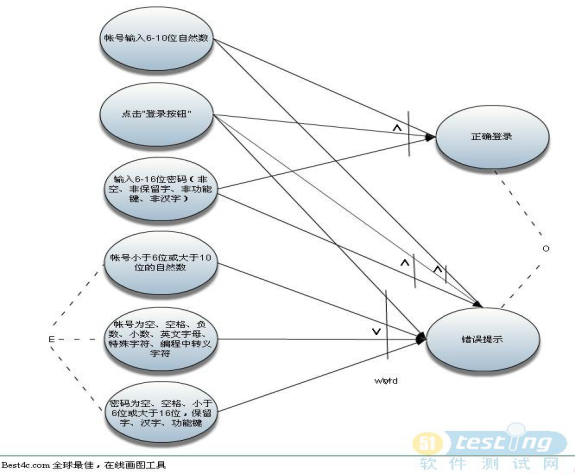 帐号输入6-10位自然数
点击"登录按钮"
正确登录
输入6-16位密码（非
空、非保留字、非功能
键、非汉字）
∧
O
帐号小于6位或大于10
位的自然数
∧
∧
E
帐号为空、空格、负
数、小数、英文字母、
特殊字符、编程中转义
字符
∨
错误提示
密码为空、空格、小于
6位或大于16位，保留
字、汉字、功能键
51testing
软件测试网
Best4c.com 全球最佳，在线画图工具